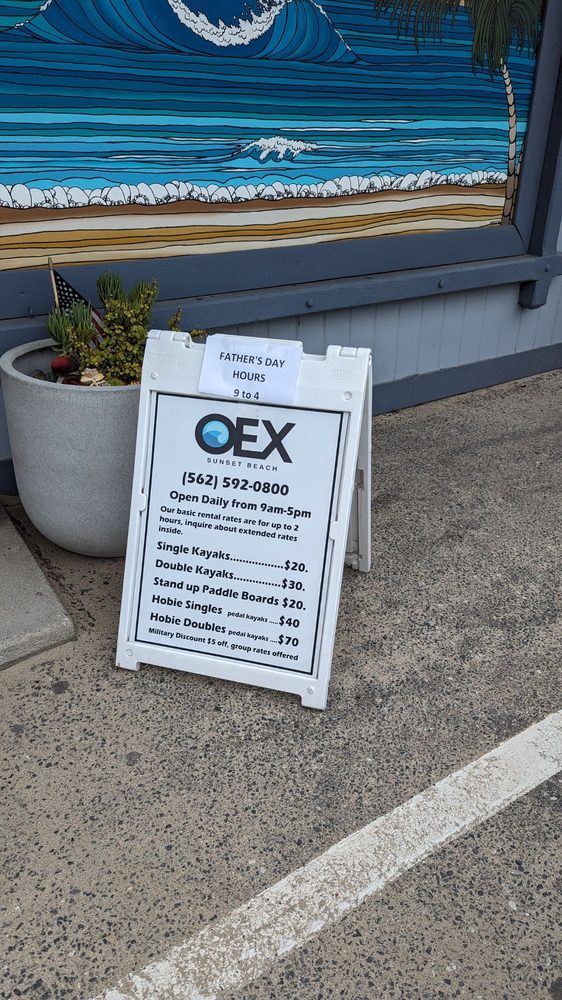 FATHER'S DAY
HOURS
9 to 4
OEX
SUNSET BEACH
(562) 592-0800
Open Daily from 9am-5pm
Our basic rental rates are for up to 2
hours, inquire about extended rates
inside.
Single Kayaks.................$20.
Double Kayaks...............$30.
Stand up Paddle Boards $20.
Hobie Singles pedal kayaks .....$40
Hobie Doubles pedal kayaks ....$70
Military Discount $5 off, group rates offered